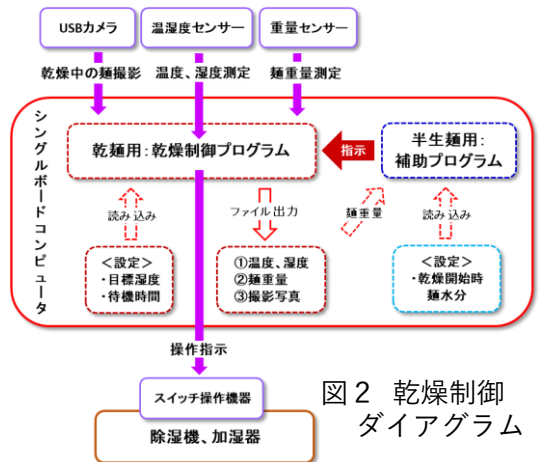 USBカメラ
温湿度センサー
重量センサー
乾燥中の麺撮影
温度、湿度測定
麺重量測定
シングルボードコンピュータ
乾麺用:乾燥制御プログラム
指示
半生麺用:
補助プログラム
読み込み
ファイル出力
麺重量
読み込み
<設定>
・目標湿度
・待機時間
①温度、湿度
②麺重量
③撮影写真
<設定>
・乾燥開始時
麺水分
操作指示
スイッチ操作機器
除湿機、加湿器
図2 乾燥制御
ダイアグラム